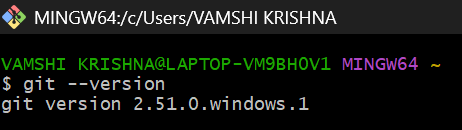 MINGW64:/c/Users/VAMSHI KRISHNA
VAMSHI KRISHNA@LAPTOP-VM9BH0V1 MINGW64 ~
$ git --version
git version 2.51.0.windows.1